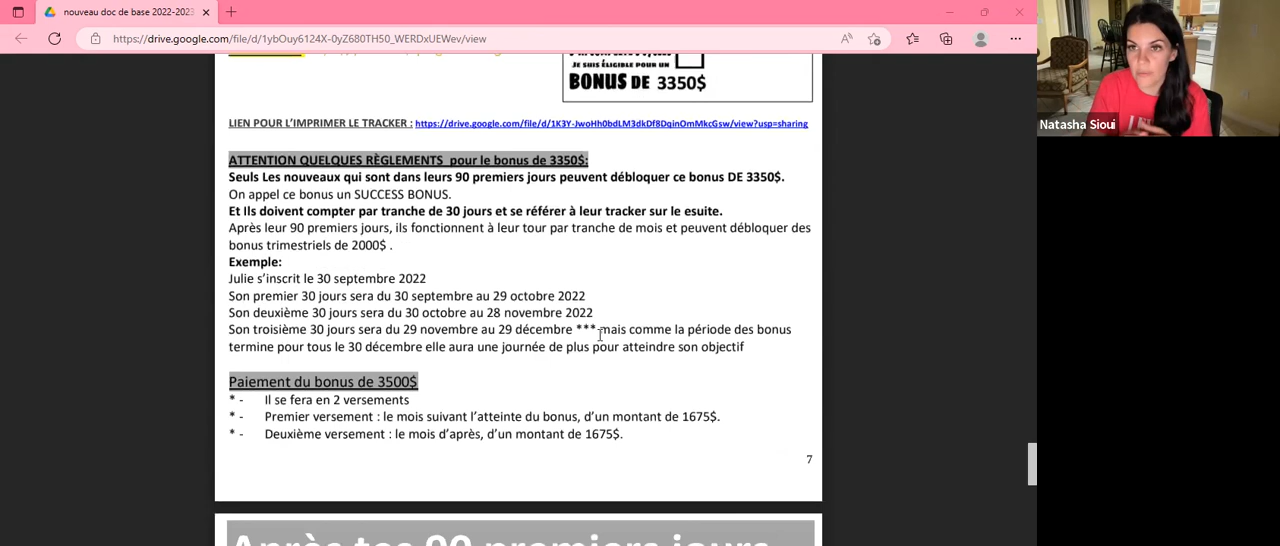 nouveau doc de base 2022-2023
https://drive.google.com/file/d/1ybOuy6124X-0yZ680TH50_WERDxUEWev/view
JE SUIS ÉLIGIBLE POUR UN
BONUS DE 3350$
LIEN POUR L'IMPRIMER LE TRACKER : https://drive.google.com/file/d/1K3Y-JwoHh0bdLM3dkDf8DqinOmMkcGsw/view?usp=sharing
ATTENTION QUELQUES RÈGLEMENTS pour le bonus de 3350$:
Seuls Les nouveaux qui sont dans leurs 90 premiers jours peuvent débloquer ce bonus DE 3350$.
On appel ce bonus un SUCCESS BONUS.
Et Ils doivent compter par tranche de 30 jours et se référer à leur tracker sur le esuite.
Après leur 90 premiers jours, ils fonctionnent à leur tour par tranche de mois et peuvent débloquer des
bonus trimestriels de 2000$ .
Exemple:
Julie s'inscrit le 30 septembre 2022
Son premier 30 jours sera du 30 septembre au 29 octobre 2022
Son deuxième 30 jours sera du 30 octobre au 28 novembre 2022
Son troisième 30 jours sera du 29 novembre au 29 décembre *** mais comme la période des bonus
termine pour tous le 30 décembre elle aura une journée de plus pour atteindre son objectif
Paiement du bonus de 3500$
* - Il se fera en 2 versements
* - Premier versement : le mois suivant l'atteinte du bonus, d'un montant de 1675$.
* - Deuxième versement : le mois d'après, d'un montant de 1675$.
7
Après tes 90 premiers jours
Natasha Sioui